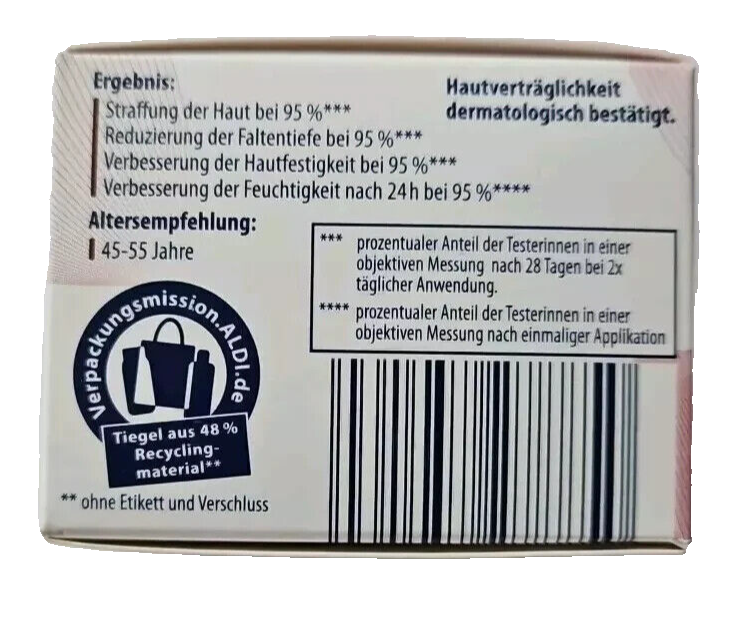 Ergebnis:
Straffung der Haut bei 95 %***
Reduzierung der Faltentiefe bei 95 %***
Verbesserung der Hautfestigkeit bei 95 %***
Verbesserung der Feuchtigkeit nach 24 h bei 95 %****
Hautverträglichkeit
dermatologisch bestätigt.
Altersempfehlung:
45-55 Jahre
*** prozentualer Anteil der Testerinnen in einer
objektiven Messung nach 28 Tagen bei 2x
täglicher Anwendung.
**** prozentualer Anteil der Testerinnen in einer
objektiven Messung nach einmaliger Applikation
Verpackungsmission.ALDI.de
Tiegel aus 48 %
Recycling-
material**
** ohne Etikett und Verschluss